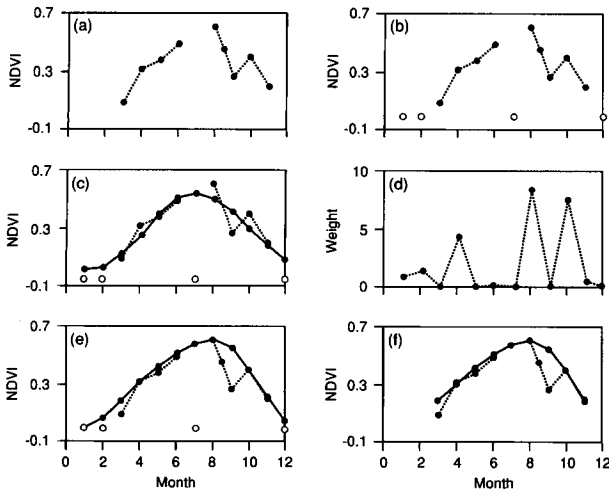 (a)
NDVI
0.7
0.3
-0.1
(b)
NDVI
0.7
0.3
-0.1
(c)
NDVI
0.7
0.3
-0.1
(d)
Weight
10
5
0
(e)
NDVI
0.7
0.3
-0.1
0 2 4 6 8 10 12
Month
(f)
NDVI
0.7
0.3
-0.1
0 2 4 6 8 10 12
Month